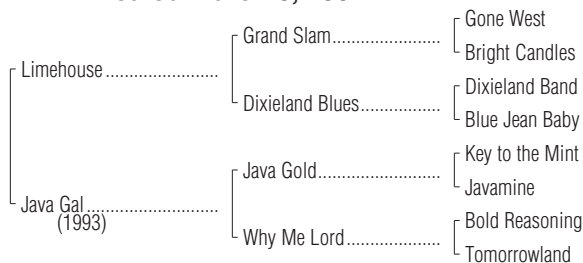 Gone West
Grand Slam
Bright Candles
Limehouse
Dixieland Band
Dixieland Blues
Blue Jean Baby
Key to the Mint
Java Gold
Javamine
Java Gal
(1993)
Bold Reasoning
Why Me Lord
Tomorrowland